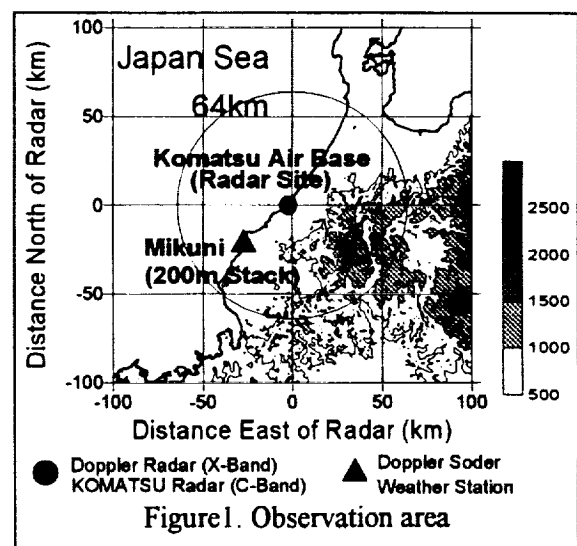 100
Japan Sea
64km
50
Komatsu Air Base
(Radar Site)
0
Mikuni
(200m Stack)
-50
-100
-100
-50
0
50
100
Distance North of Radar (km)
Distance East of Radar (km)
2500
2000
1500
1000
500
Doppler Radar (X-Band)
KOMATSU Radar (C-Band)
Doppler Soder
Weather Station
Figure1. Observation area